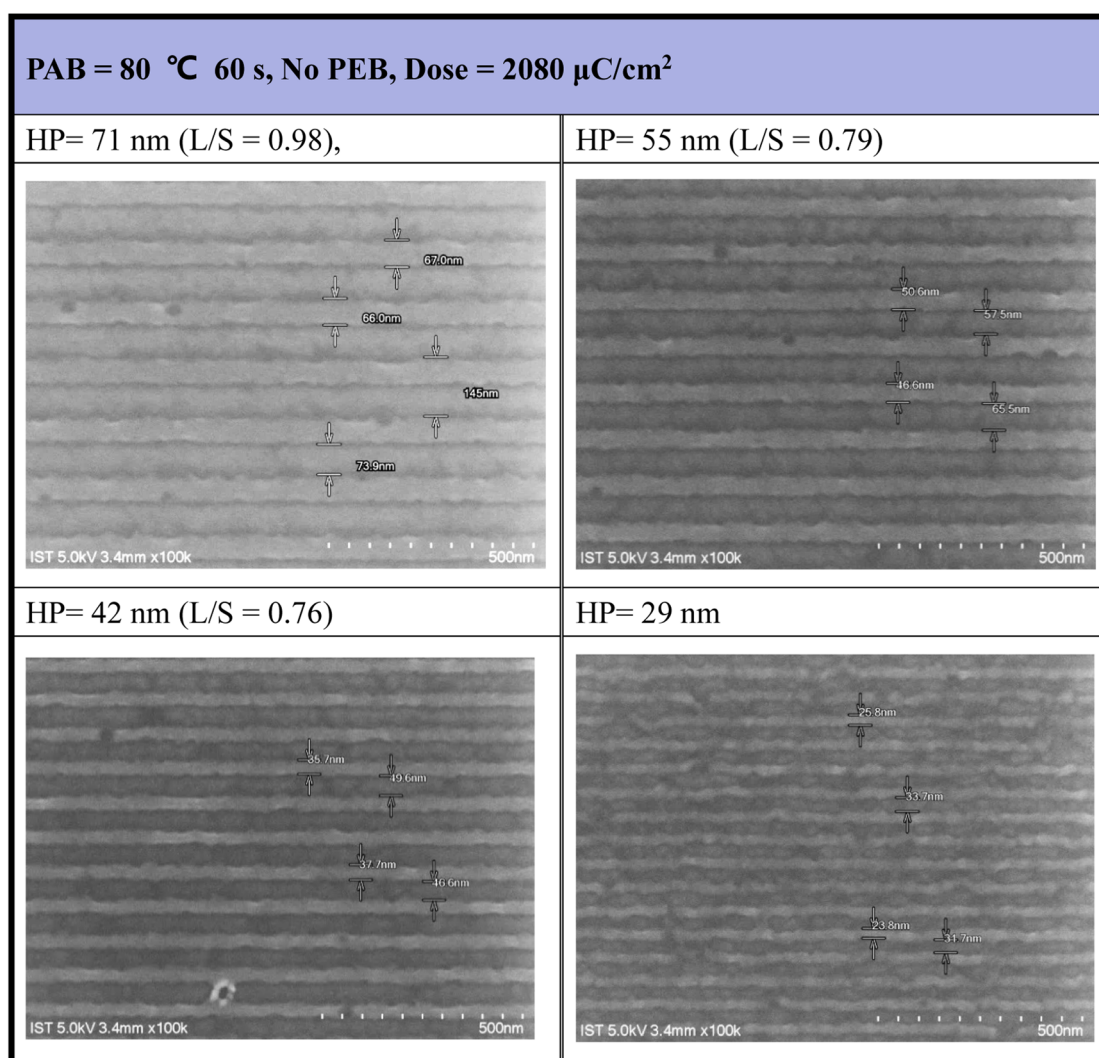 PAB = 80 ℃ 60 s, No PEB, Dose = 2080 μC/cm²
HP= 71 nm (L/S = 0.98),
HP= 55 nm (L/S = 0.79)
67.0nm
66.0nm
145nm
73.9nm
IST 5.0kV 3.4mm x100k
500nm
50.6nm
57.5nm
46.6nm
65.5nm
IST 5.0kV 3.4mm x100k
500nm
HP= 42 nm (L/S = 0.76)
HP= 29 nm
35.7nm
49.6nm
37.7nm
46.6nm
IST 5.0kV 3.4mm x100k
500nm
25.8nm
33.7nm
23.8nm
31.7nm
IST 5.0kV 3.4mm x100k
500nm